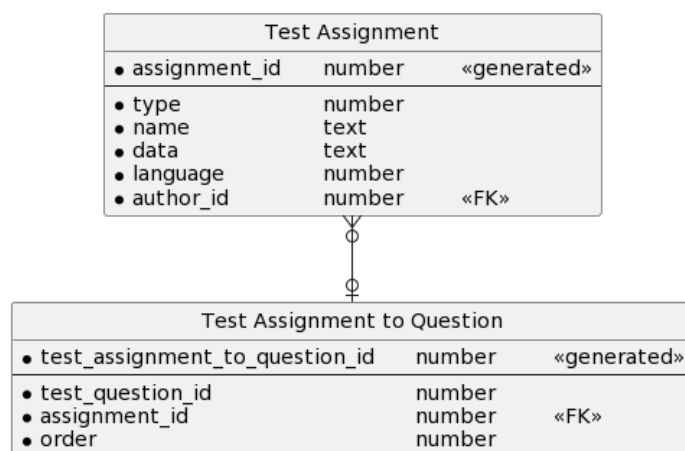 Test Assignment
assignment_id number «generated»
type number
name text
data text
language number
author_id number «FK»
Test Assignment to Question
test_assignment_to_question_id number «generated»
test_question_id number
assignment_id number «FK»
order number